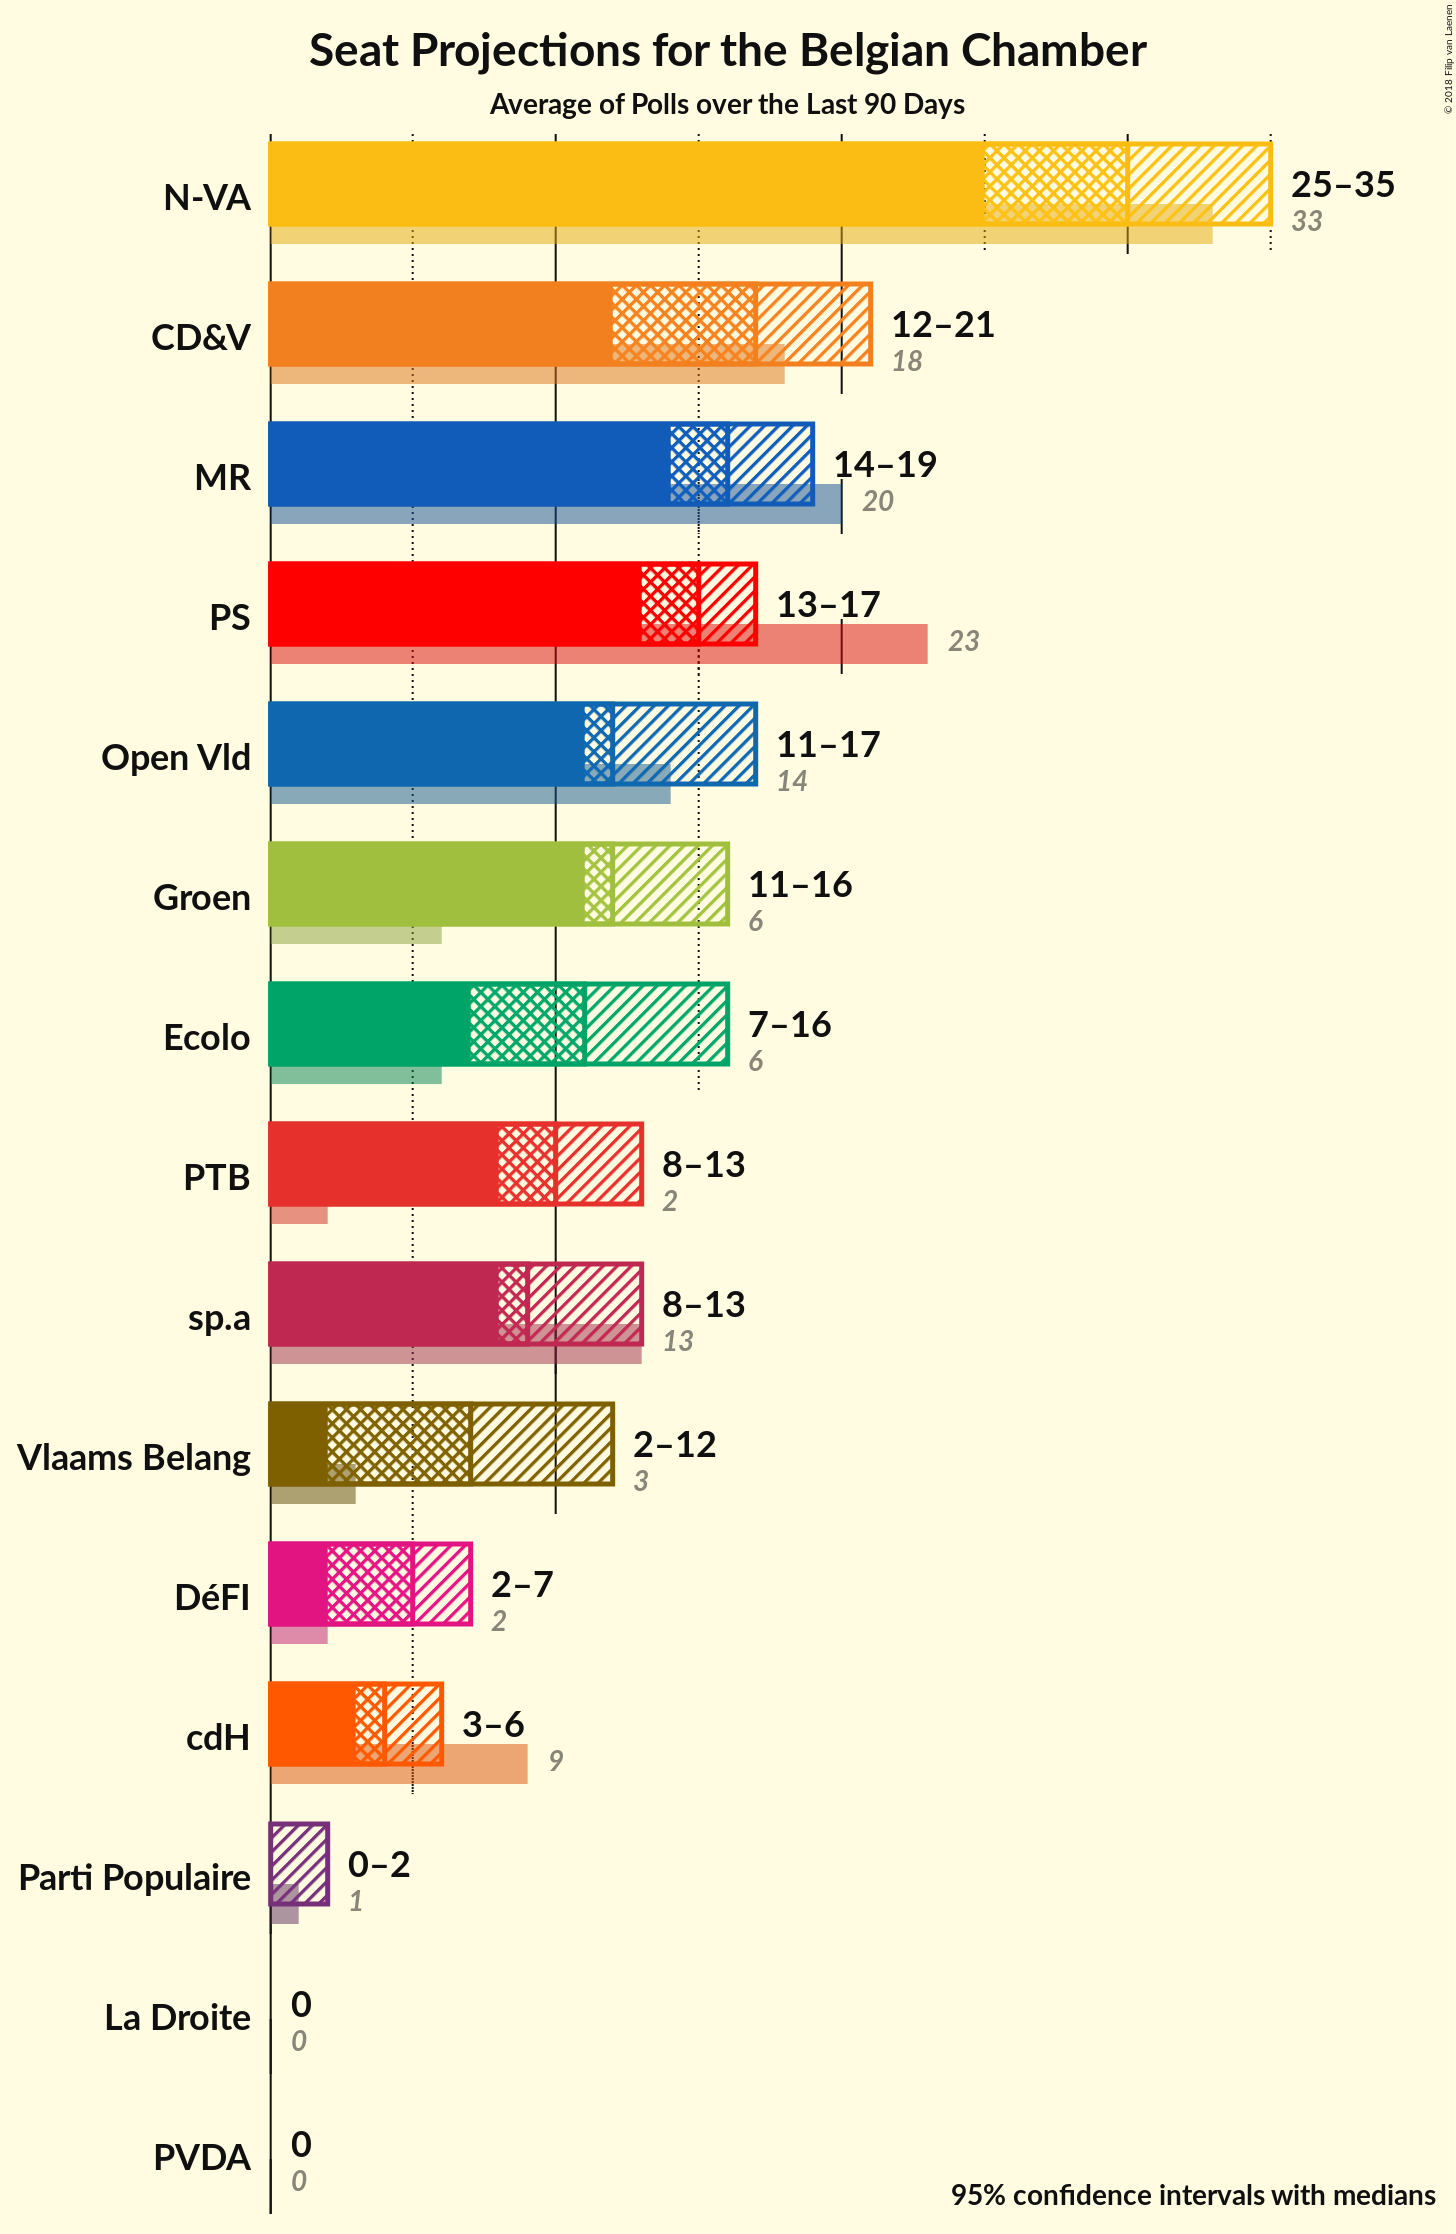 Seat Projections for the Belgian Chamber
Average of Polls over the Last 90 Days
© 2018 Filip van Laenen
N-VA
25–35
33
CD&V
12–21
18
MR
14–19
20
PS
13–17
23
Open Vld
11–17
14
Groen
11–16
6
Ecolo
7–16
6
PTB
8–13
2
sp.a
8–13
13
Vlaams Belang
2–12
3
DéFI
2–7
2
cdH
3–6
9
Parti Populaire
0–2
1
La Droite
0
0
PVDA
0
0
95% confidence intervals with medians